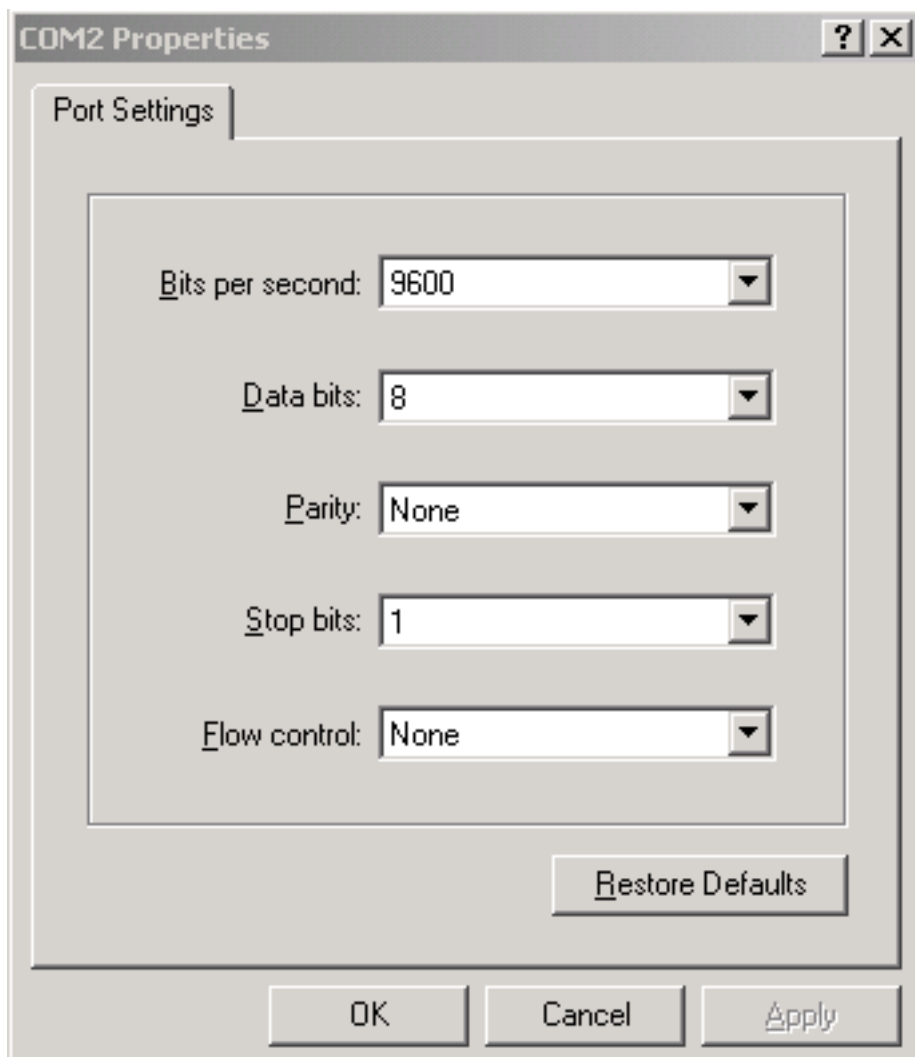 COM2 Properties
Port Settings
Bits per second: 9600
Data bits: 8
Parity: None
Stop bits: 1
Flow control: None
Restore Defaults
OK Cancel Apply